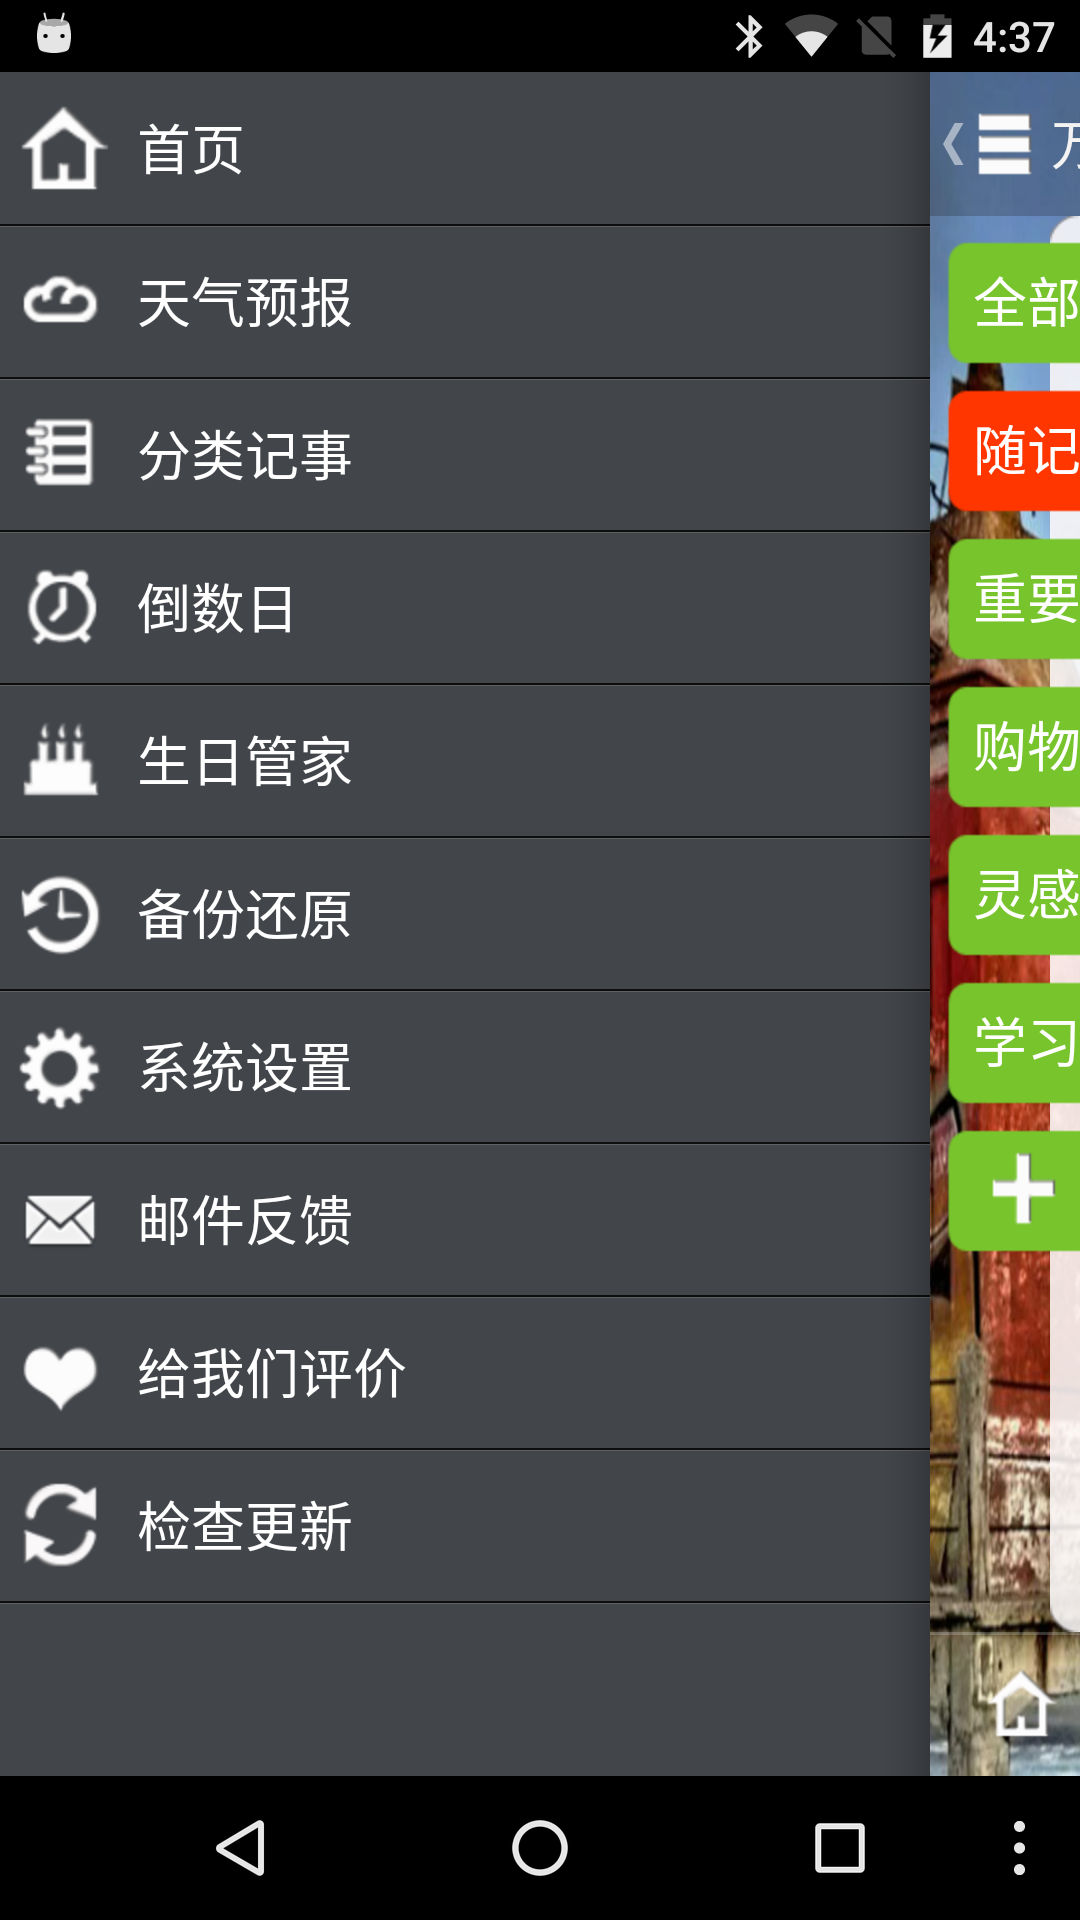 4:37
首页
天气预报
分类记事
倒数日
生日管家
备份还原
系统设置
邮件反馈
给我们评价
检查更新
全部
随记
重要
购物
灵感
学习